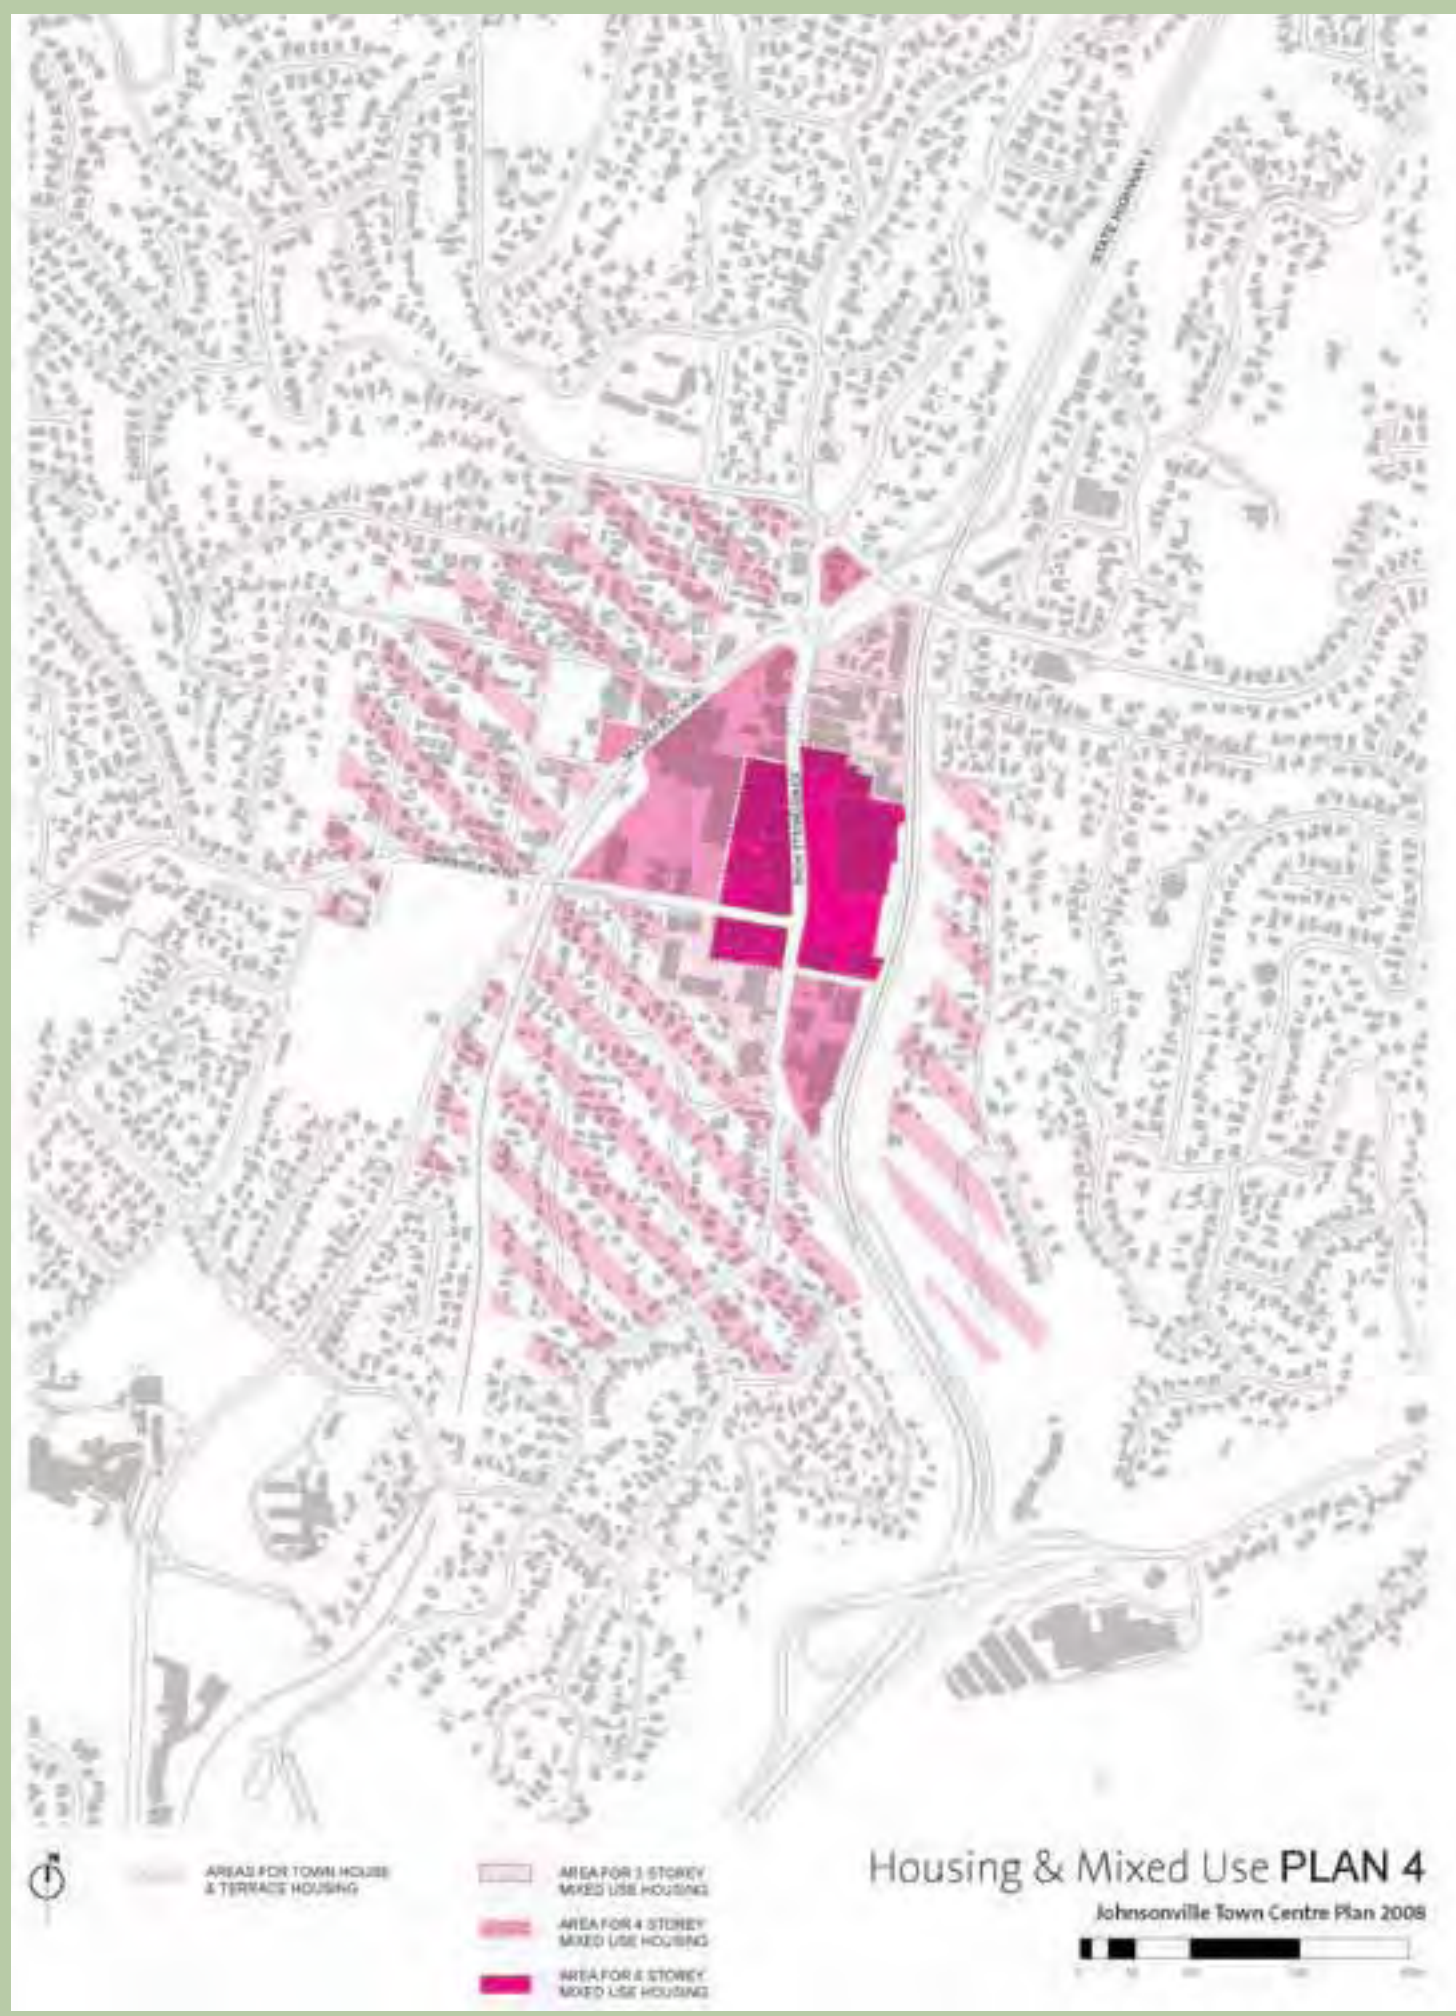 STATE HIGHWAY 1
AREAS FOR TOWN HOUSE
& TERRACE HOUSING
AREA FOR 3 STOREY
MIXED USE HOUSING
AREA FOR 4 STOREY
MIXED USE HOUSING
AREA FOR STOREY
MIXED USE HOUSING
Housing & Mixed Use PLAN 4
Johnsonville Town Centre Plan 2008